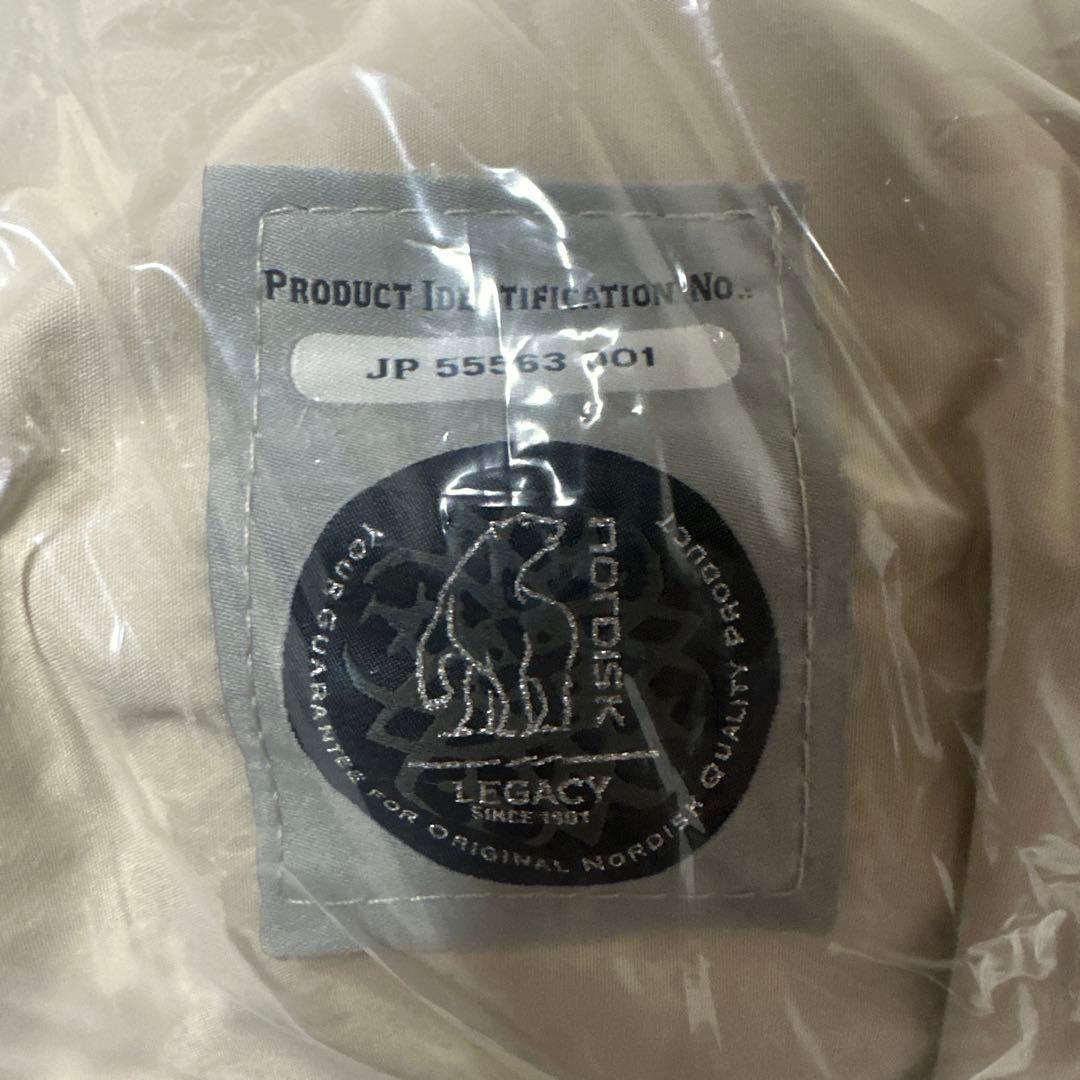 PRODUCT IDENTIFICATION NO.:
JP 55563 001
YOUR GUARANTEE FOR ORIGINAL NORDISK QUALITY PRODUCT
nORDISK
LEGACY
SINCE 1901